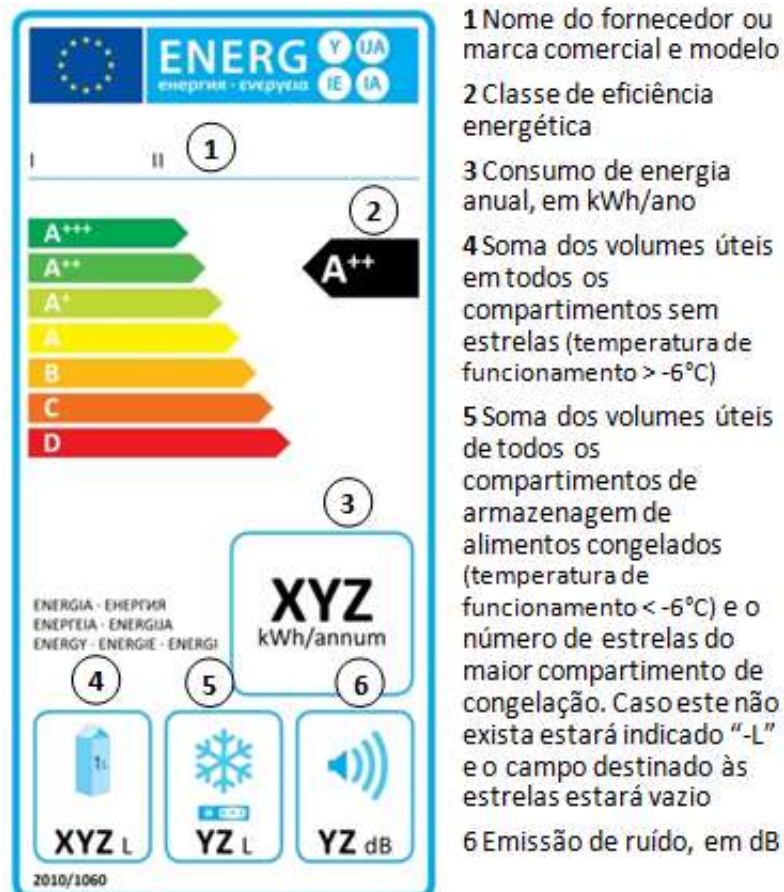 ENERG Y UA
енергия · ενεργεια IE IA
I II 1
2
A+++
A++
A++
A+
A
B
C
D
3
XYZ
kWh/annum
ENERGIA · ЕНЕРГИЯ
ΕΝΕΡΓΕΙΑ · ENERGIJA
ENERGY · ENERGIE · ENERGI
4 5 6
1L
XYZ L
YZ L
YZ dB
2010/1060
1 Nome do fornecedor ou
marca comercial e modelo
2 Classe de eficiência
energética
3 Consumo de energia
anual, em kWh/ano
4 Soma dos volumes úteis
em todos os
compartimentos sem
estrelas (temperatura de
funcionamento > -6°C)
5 Soma dos volumes úteis
de todos os
compartimentos de
armazenagem de
alimentos congelados
(temperatura de
funcionamento < -6°C) e o
número de estrelas do
maior compartimento de
congelação. Caso este não
exista estará indicado “-L”
e o campo destinado às
estrelas estará vazio
6 Emissão de ruído, em dB